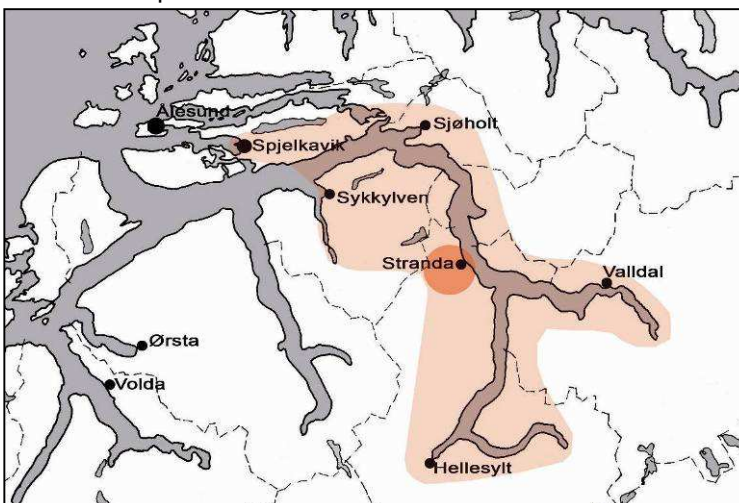 Ålesund
Sjøholt
Spjelkavik
Sykkylven
Stranda
Valldal
Ørsta
Volda
Hellesylt